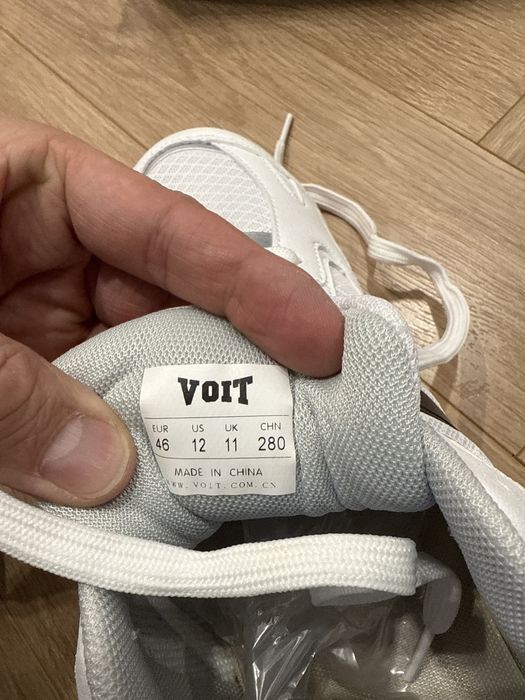 VOIT
EUR US UK CHN
46 12 11 280
MADE IN CHINA
WWW.VOIT.COM.CN